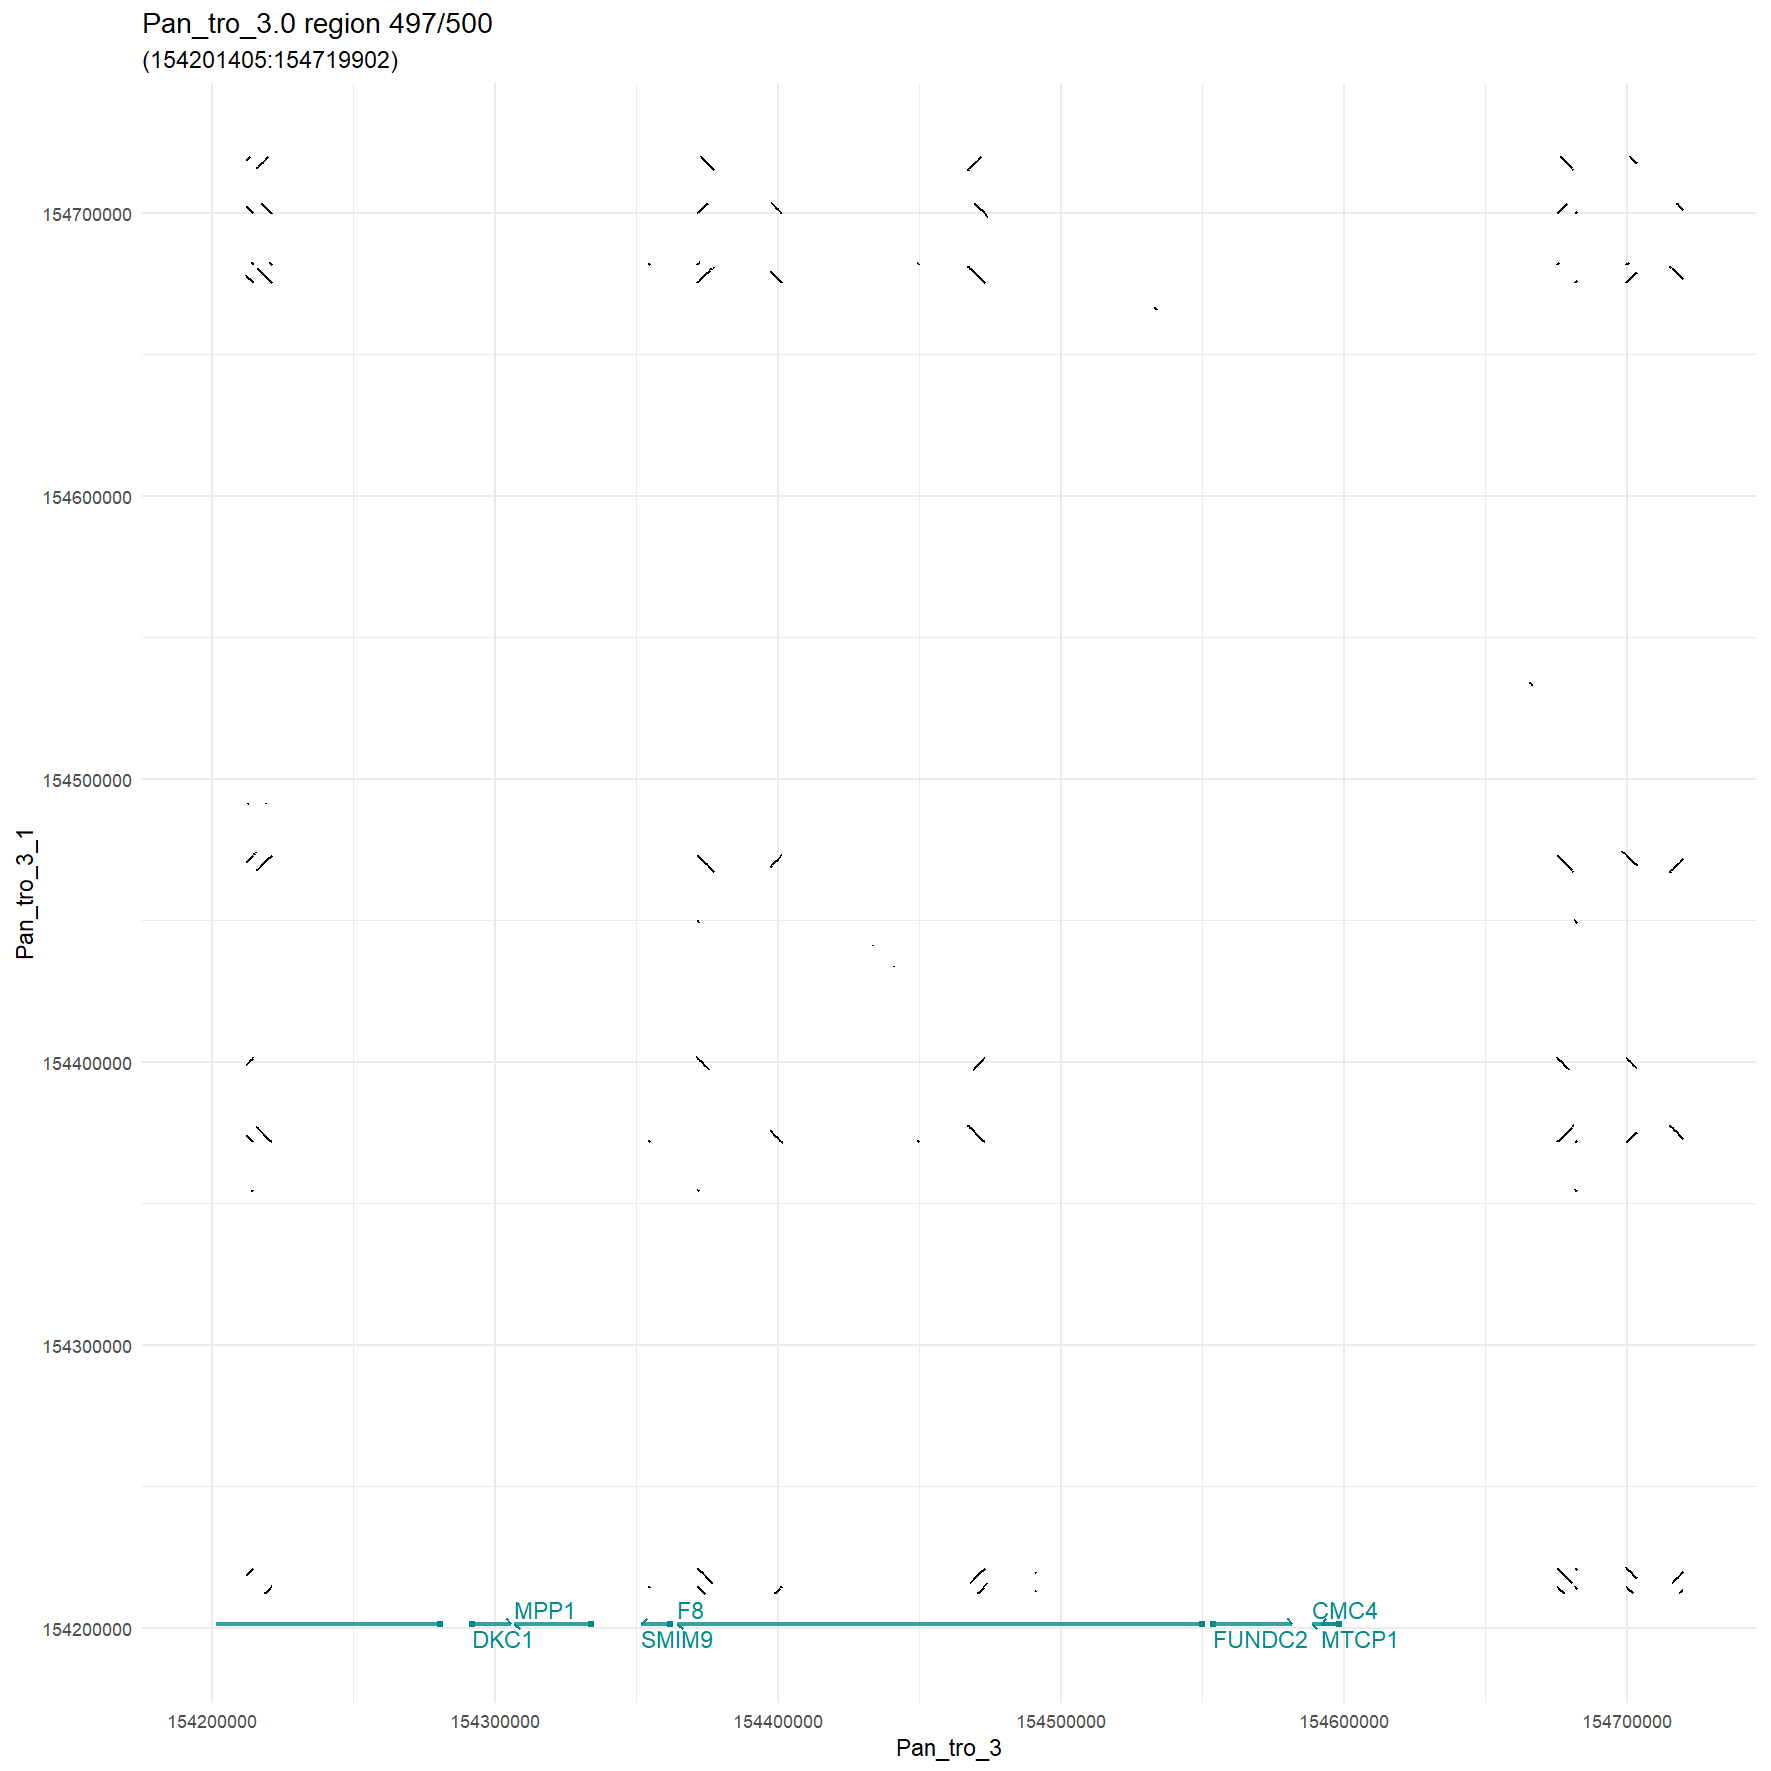 Pan_tro_3.0 region 497/500
(154201405:154719902)
154700000
154600000
154500000
154400000
154300000
154200000
Pan_tro_3_1
MPP1
F8
CMC4
DKC1
SMIM9
FUNDC2
MTCP1
154200000
154300000
154400000
154500000
154600000
154700000
Pan_tro_3